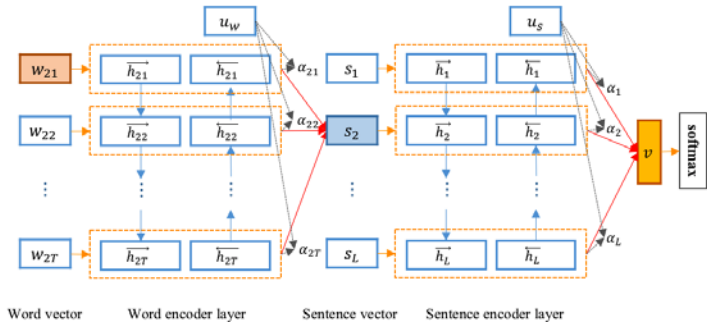 u_w u_s
w_21 →h_21 ←h_21 α_21 s_1 →h_1 ←h_1 α_1
w_22 →h_22 ←h_22 α_22 s_2 →h_2 ←h_2 α_2
v softmax
⋮ ⋮ ⋮ ⋮ ⋮ ⋮
w_2T →h_2T ←h_2T α_2T s_L →h_L ←h_L α_L
Word vector Word encoder layer Sentence vector Sentence encoder layer